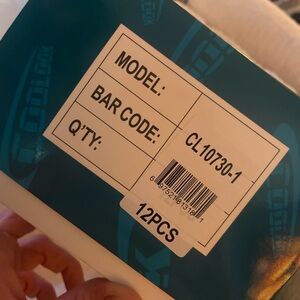 MODEL: CL10730-1
BAR CODE:
Q'TY: 12PCS